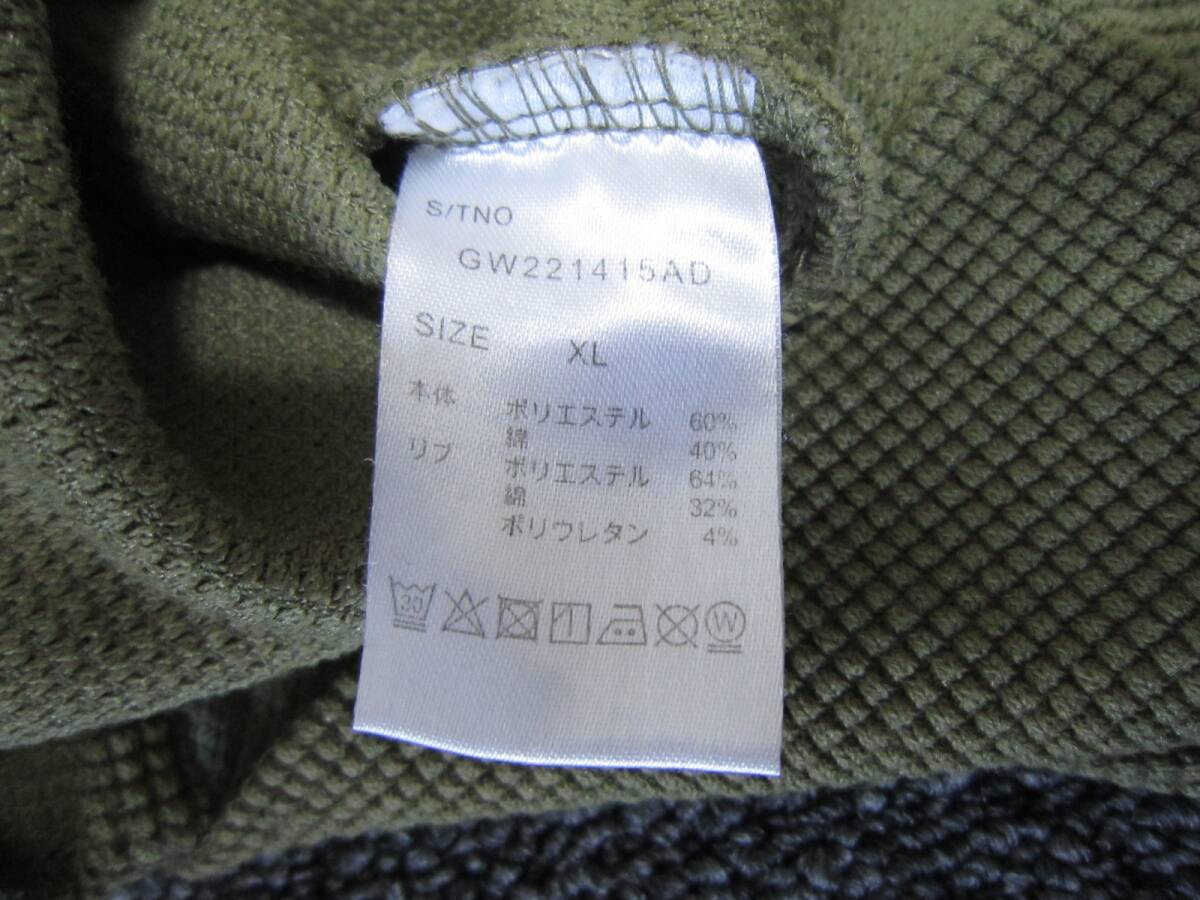 S/TNO
GW221415AD
SIZE XL
本体 ポリエステル 60%
綿 40%
リブ ポリエステル 64%
綿 32%
ポリウレタン 4%
30 W